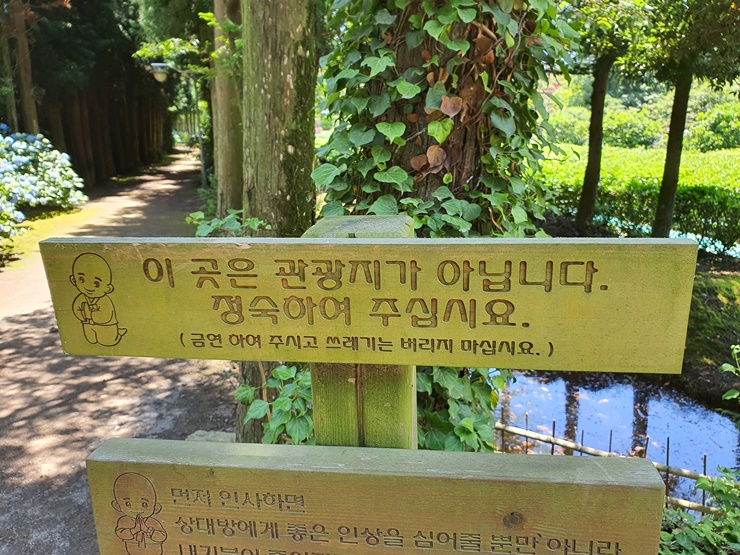 이 곳은 관광지가 아닙니다.
정숙하여 주십시요.
( 금연 하여 주시고 쓰레기는 버리지 마십시요. )
먼저 인사하면
상대방에게 좋은 인상을 심어줄 뿐만 아니라